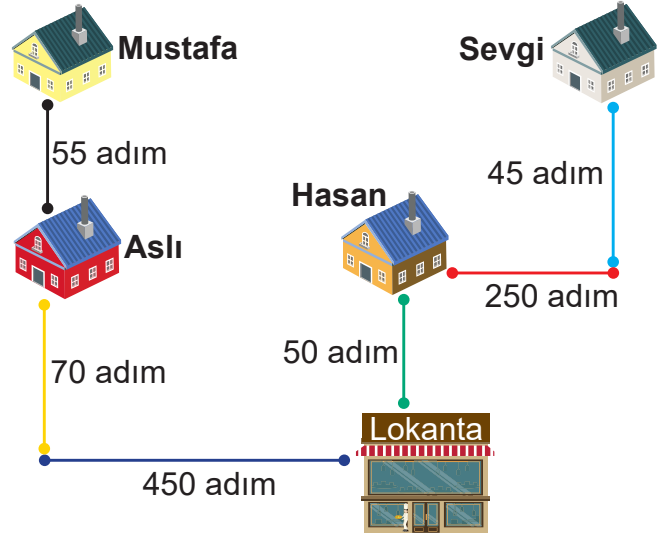 Mustafa
Sevgi
55 adım
45 adım
Hasan
Aslı
250 adım
50 adım
70 adım
Lokanta
450 adım